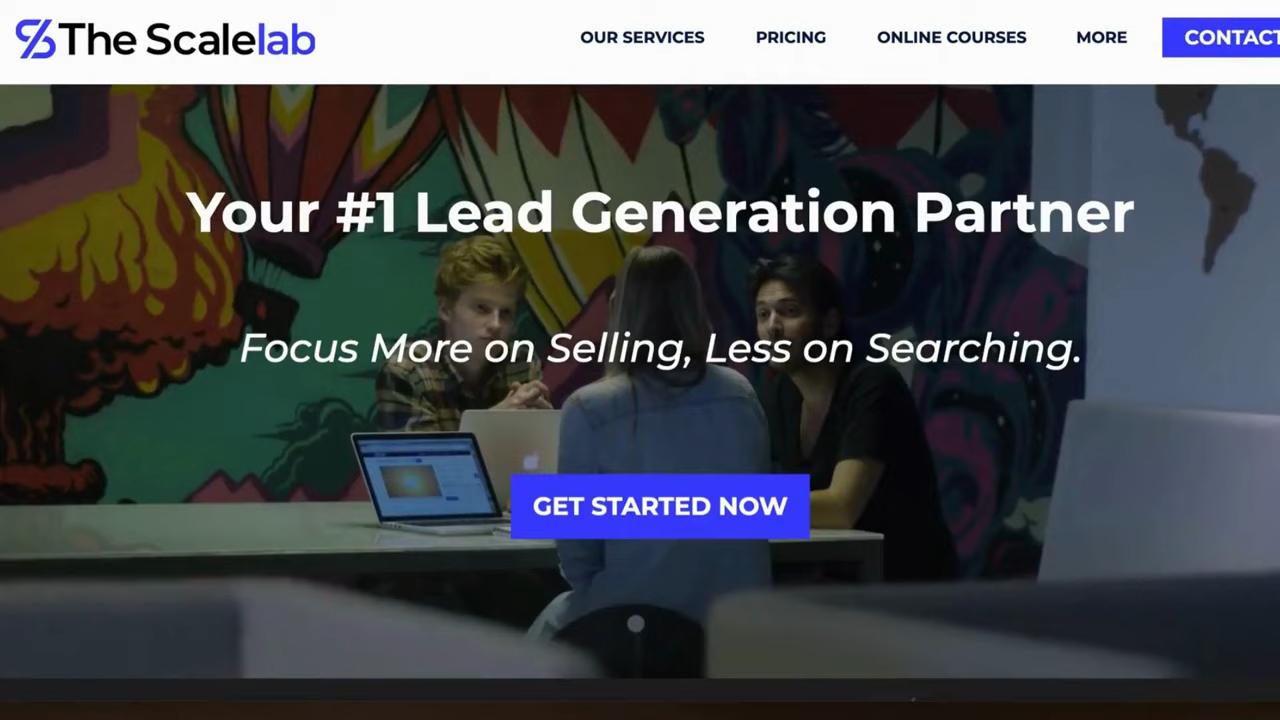 The Scalelab
OUR SERVICES PRICING ONLINE COURSES MORE CONTACT
Your #1 Lead Generation Partner
Focus More on Selling, Less on Searching.
GET STARTED NOW